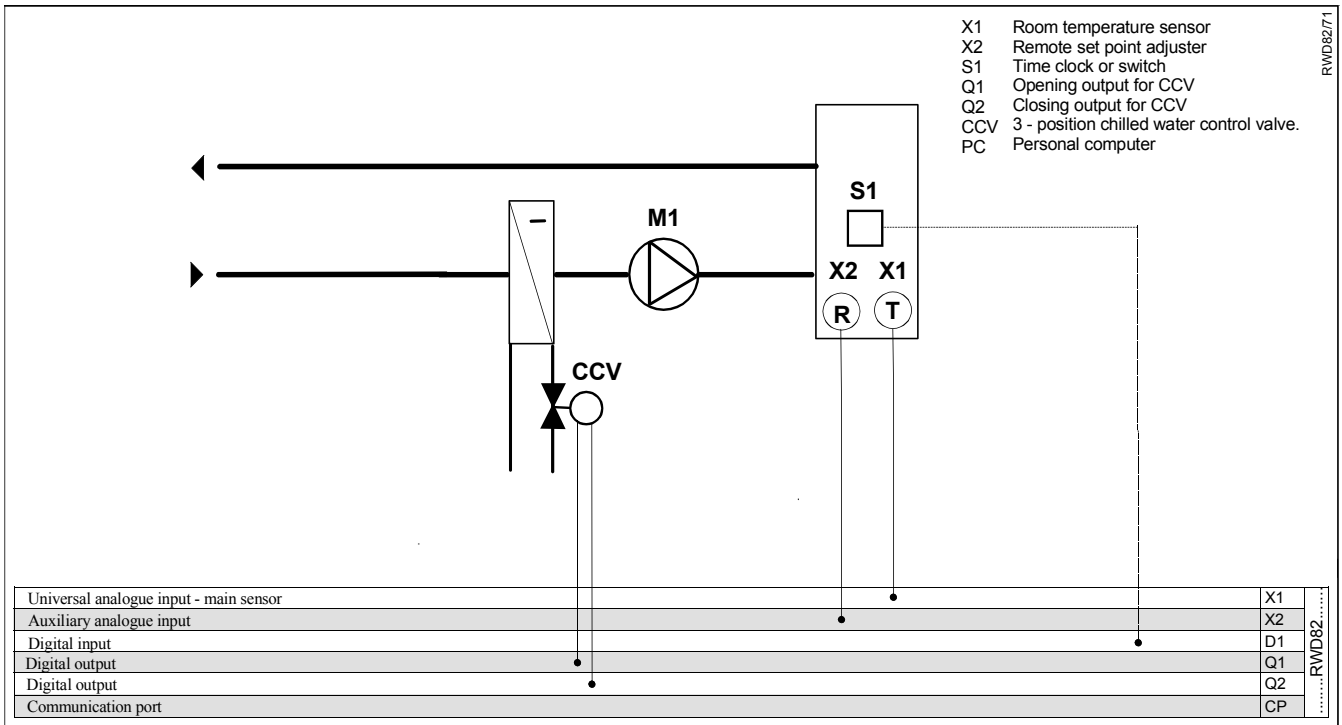 X1 Room temperature sensor
X2 Remote set point adjuster
S1 Time clock or switch
Q1 Opening output for CCV
Q2 Closing output for CCV
CCV 3 - position chilled water control valve.
PC Personal computer
RWD82/71
S1
M1
X2 X1
R T
CCV
Universal analogue input - main sensor X1
Auxiliary analogue input X2
Digital input D1
Digital output Q1
Digital output Q2
Communication port CP
........RWD82......